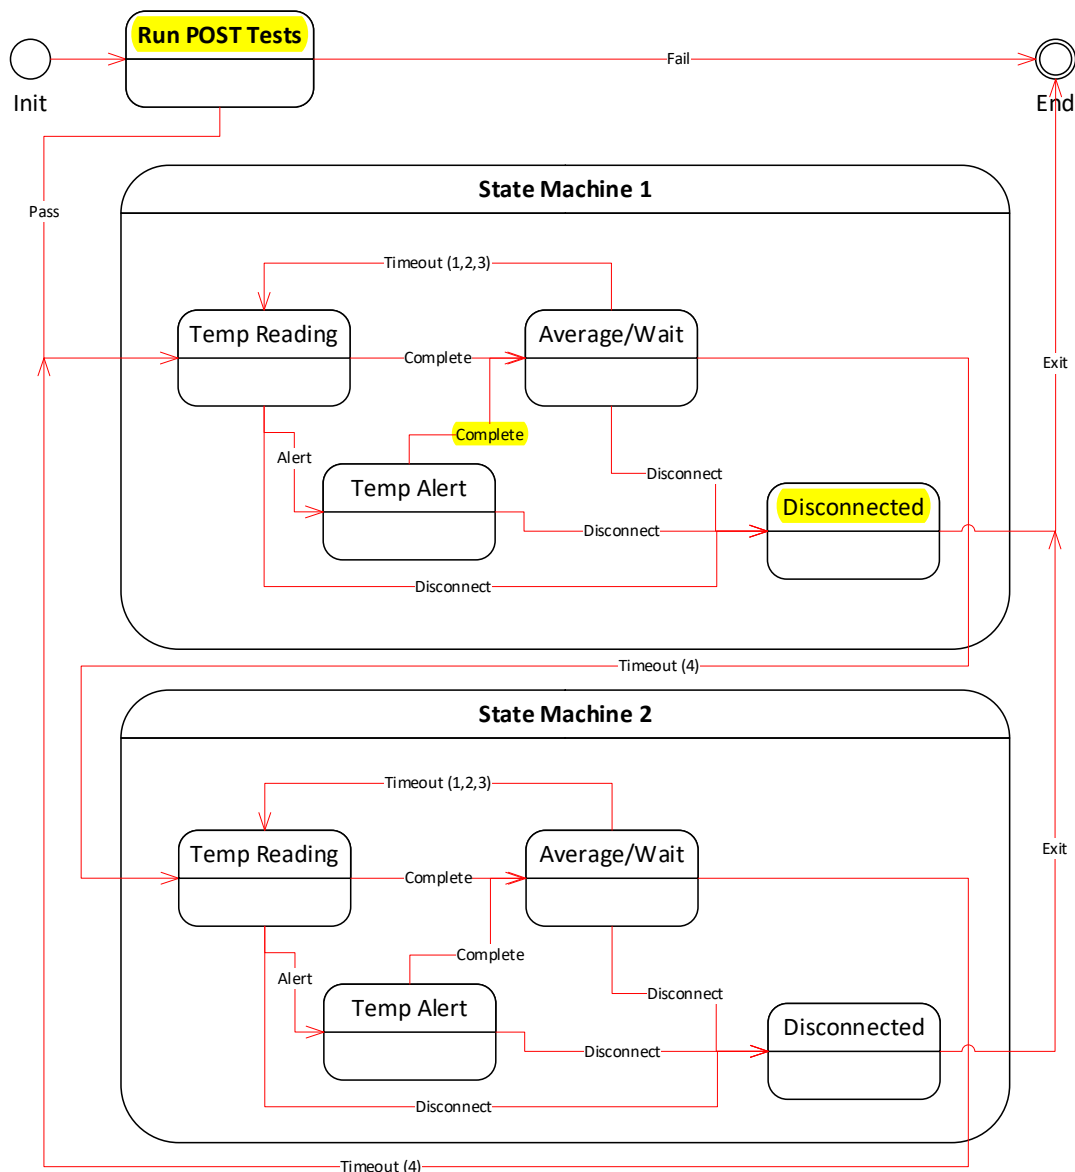 Run POST Tests
Fail
Init
End
Pass
State Machine 1
Timeout (1,2,3)
Temp Reading
Average/Wait
Complete
Exit
Complete
Alert
Disconnect
Temp Alert
Disconnected
Disconnect
Disconnect
Timeout (4)
State Machine 2
Timeout (1,2,3)
Temp Reading
Average/Wait
Exit
Complete
Complete
Alert
Disconnect
Temp Alert
Disconnected
Disconnect
Disconnect
Timeout (4)